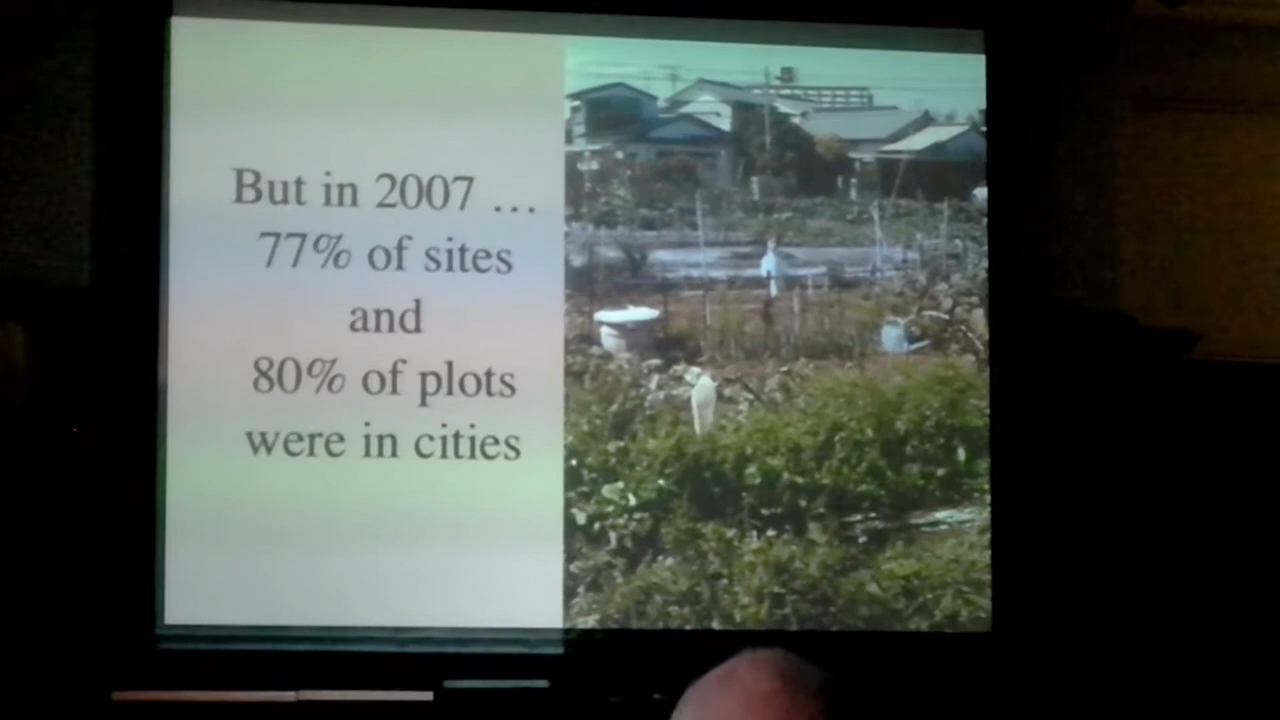 But in 2007 …
77% of sites
and
80% of plots
were in cities